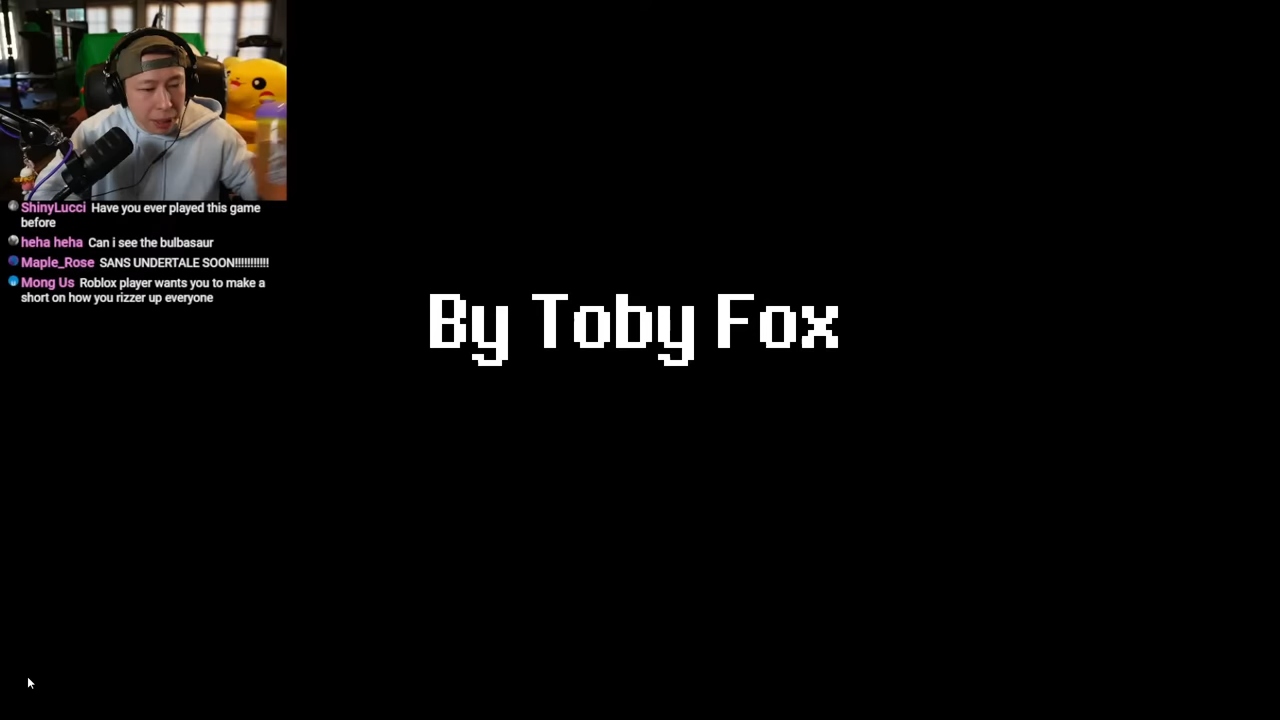 ShinyLucci Have you ever played this game
before
heha heha Can i see the bulbasaur
Maple_Rose SANS UNDERTALE SOON!!!!!!!!!!!
Mong Us Roblox player wants you to make a
short on how you rizzer up everyone
By Toby Fox